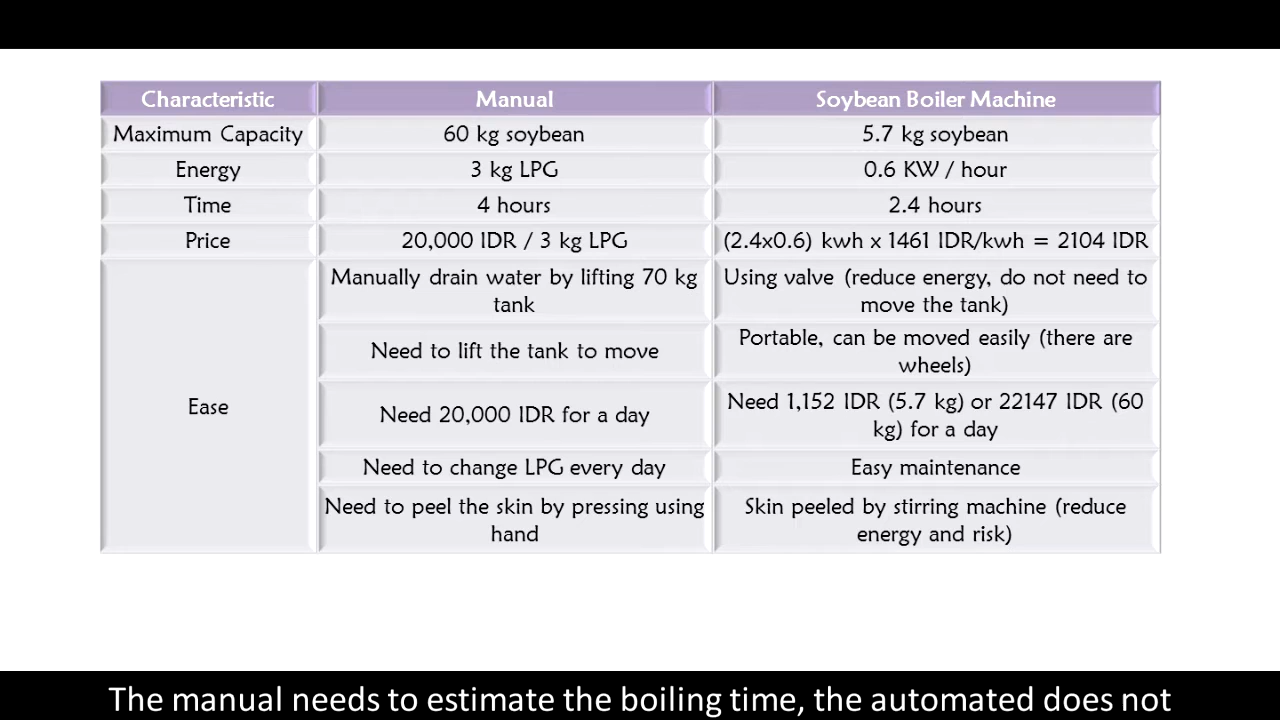 Characteristic Manual Soybean Boiler Machine
Maximum Capacity 60 kg soybean 5.7 kg soybean
Energy 3 kg LPG 0.6 KW / hour
Time 4 hours 2.4 hours
Price 20,000 IDR / 3 kg LPG (2.4x0.6) kwh x 1461 IDR/kwh = 2104 IDR
Ease
Manually drain water by lifting 70 kg
tank
Using valve (reduce energy, do not need to
move the tank)
Need to lift the tank to move
Portable, can be moved easily (there are
wheels)
Need 20,000 IDR for a day
Need 1,152 IDR (5.7 kg) or 22147 IDR (60
kg) for a day
Need to change LPG every day
Easy maintenance
Need to peel the skin by pressing using
hand
Skin peeled by stirring machine (reduce
energy and risk)
The manual needs to estimate the boiling time, the automated does not